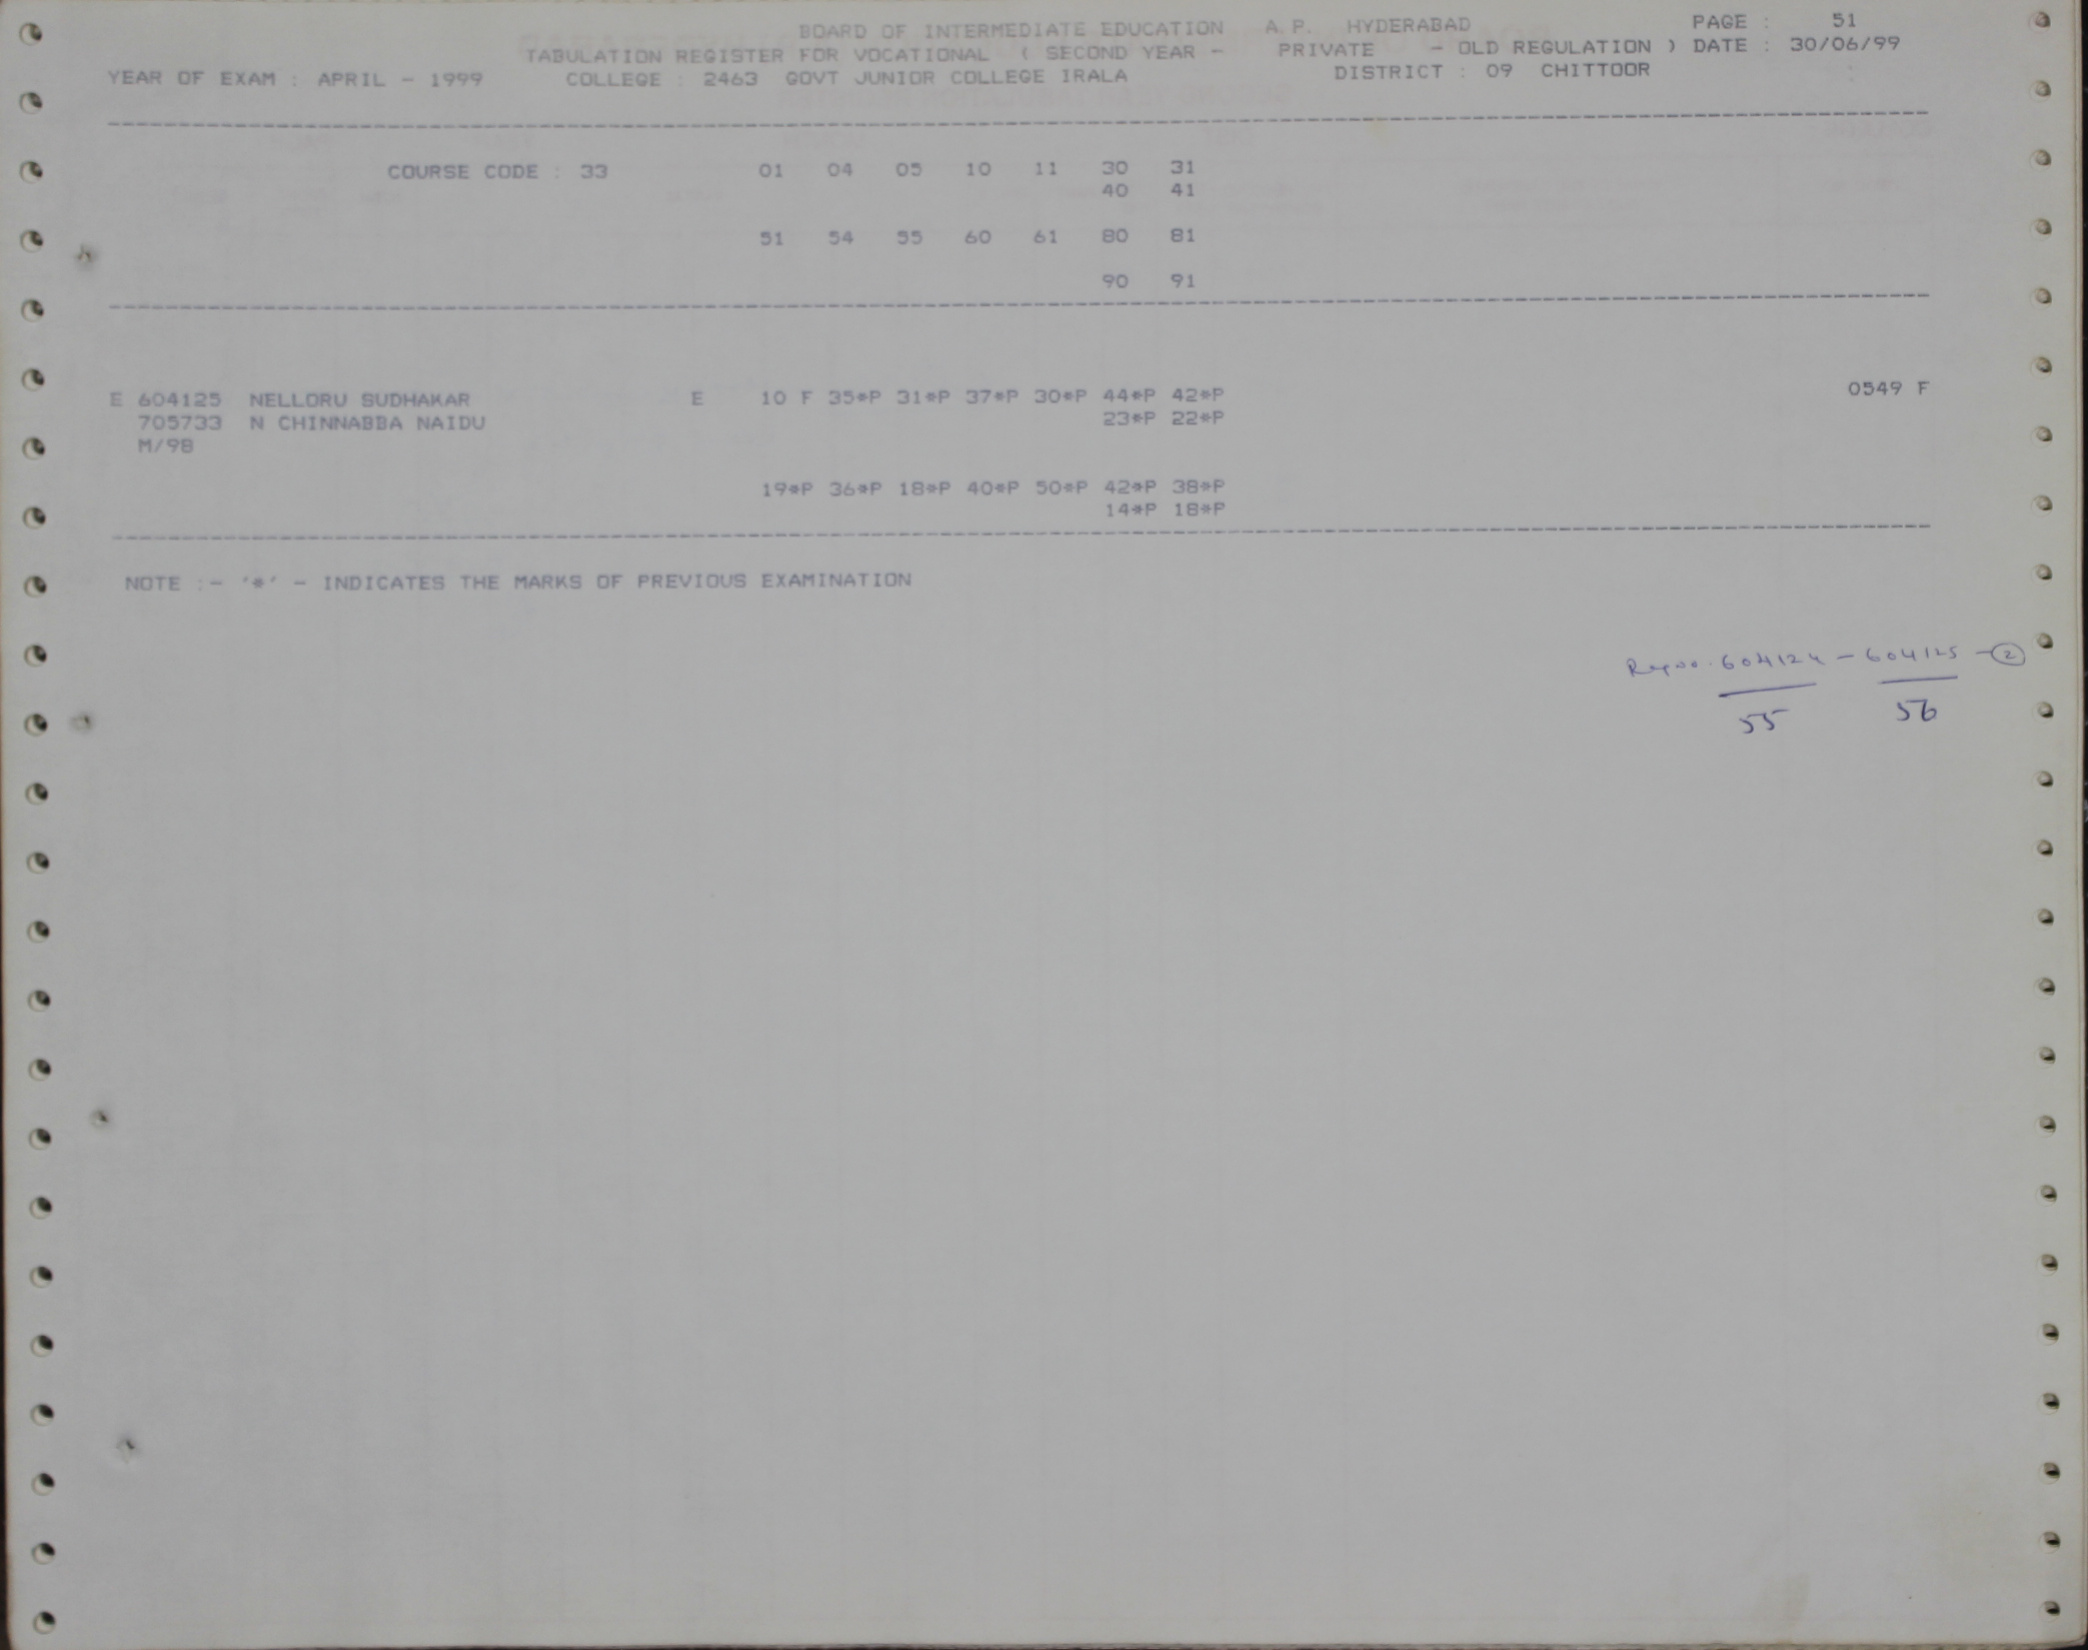 BOARD OF INTERMEDIATE EDUCATION A.P. HYDERABAD PAGE : 51
TABULATION REGISTER FOR VOCATIONAL ( SECOND YEAR - PRIVATE - OLD REGULATION ) DATE : 30/06/99
YEAR OF EXAM : APRIL - 1999 COLLEGE : 2463 GOVT JUNIOR COLLEGE IRALA DISTRICT : 09 CHITTOOR
COURSE CODE : 33 01 04 05 10 11 30 31
40 41
51 54 55 60 61 80 81
90 91
E 604125 NELLORU SUDHAKAR E 10 F 35*P 31*P 37*P 30*P 44*P 42*P 0549 F
705733 N CHINNABBA NAIDU 23*P 22*P
M/98
19*P 36*P 18*P 40*P 50*P 42*P 38*P
14*P 18*P
NOTE :- '*' - INDICATES THE MARKS OF PREVIOUS EXAMINATION
604124 - 604125 - 2
55 56